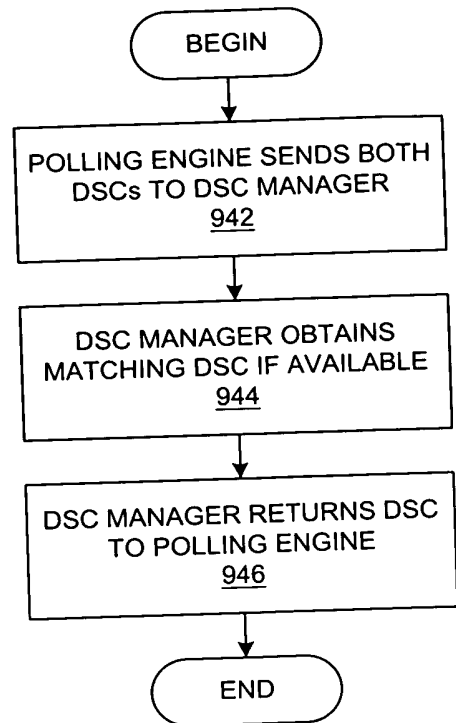 BEGIN
POLLING ENGINE SENDS BOTH
DSCs TO DSC MANAGER
942
DSC MANAGER OBTAINS
MATCHING DSC IF AVAILABLE
944
DSC MANAGER RETURNS DSC
TO POLLING ENGINE
946
END